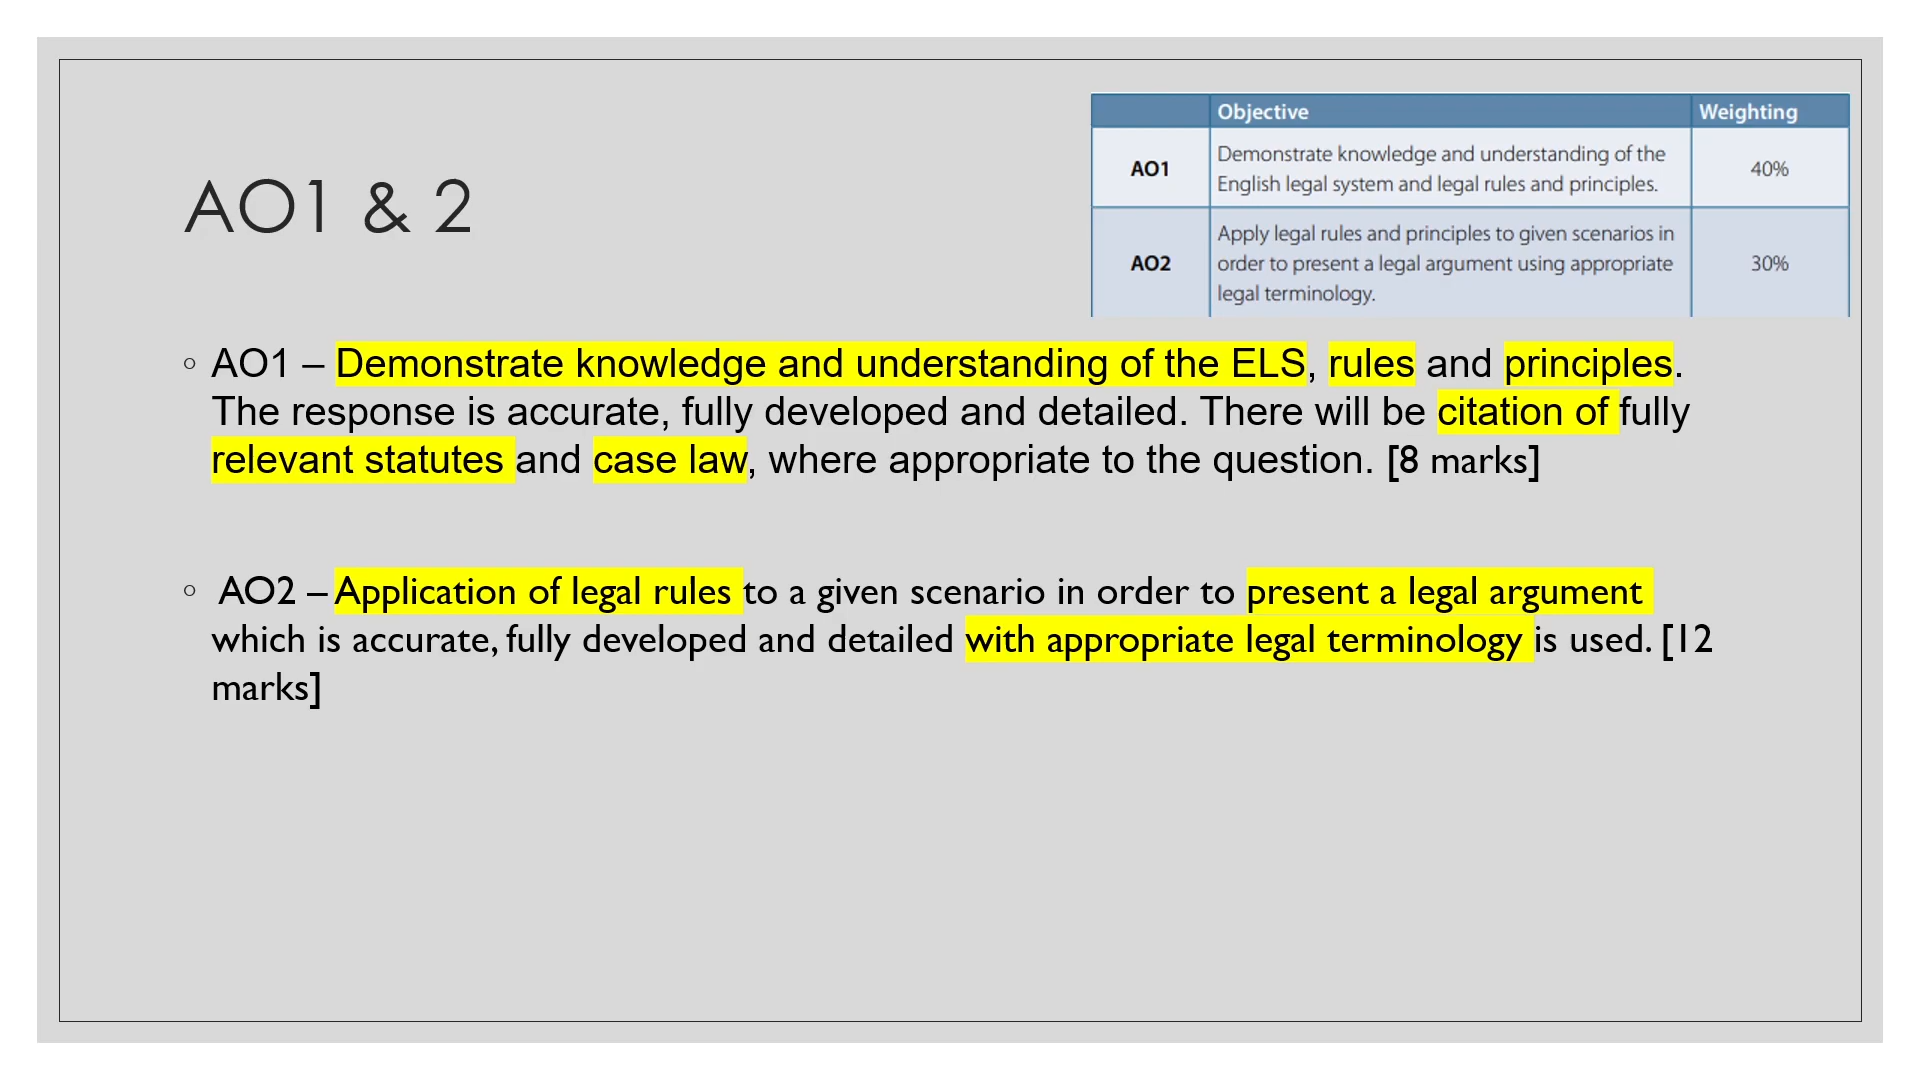 AO1 & 2
Objective Weighting
AO1 Demonstrate knowledge and understanding of the English legal system and legal rules and principles. 40%
AO2 Apply legal rules and principles to given scenarios in order to present a legal argument using appropriate legal terminology. 30%
◦ AO1 – Demonstrate knowledge and understanding of the ELS, rules and principles.
The response is accurate, fully developed and detailed. There will be citation of fully
relevant statutes and case law, where appropriate to the question. [8 marks]
◦ AO2 – Application of legal rules to a given scenario in order to present a legal argument
which is accurate, fully developed and detailed with appropriate legal terminology is used. [12
marks]